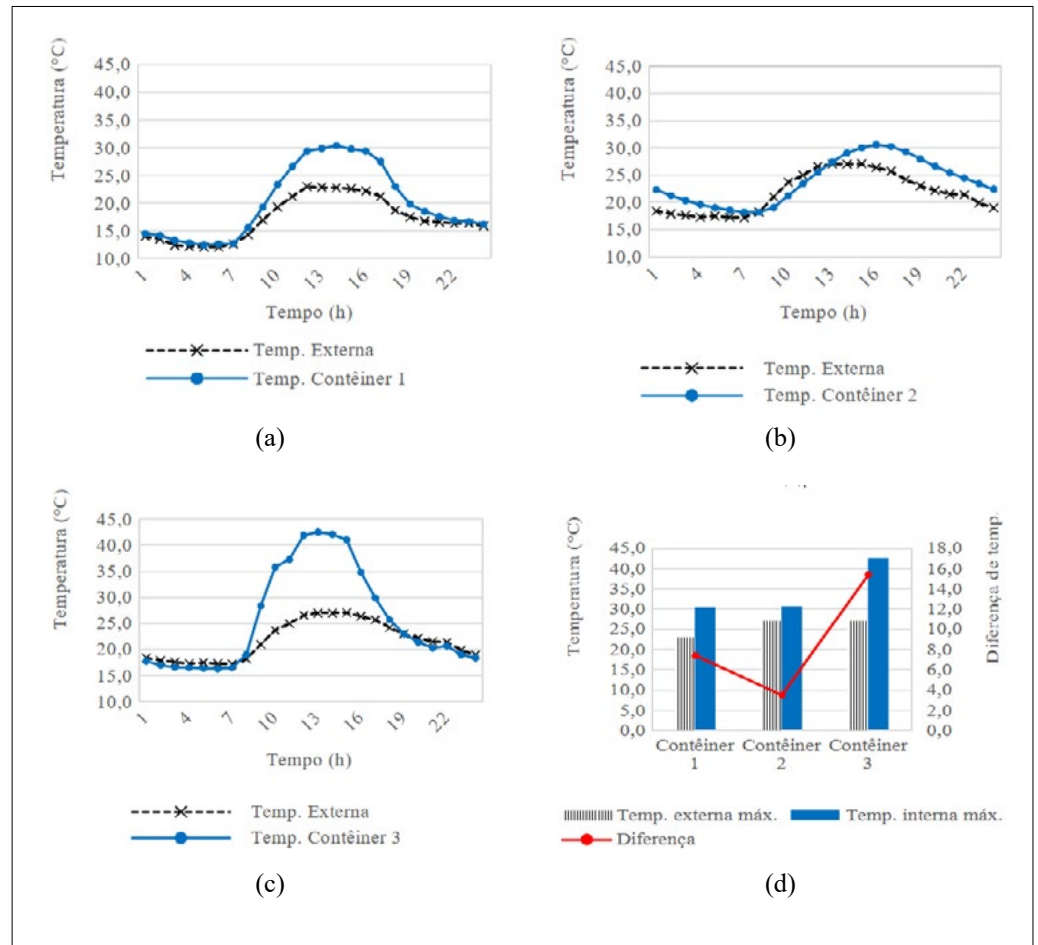 Temperatura (°C)
45,0
40,0
35,0
30,0
25,0
20,0
15,0
10,0
1 4 7 10 13 16 19 22
Tempo (h)
Temp. Externa
Temp. Contêiner 1
(a)
Temperatura (°C)
45,0
40,0
35,0
30,0
25,0
20,0
15,0
10,0
1 4 7 10 13 16 19 22
Tempo (h)
Temp. Externa
Temp. Contêiner 2
(b)
Temperatura (°C)
45,0
40,0
35,0
30,0
25,0
20,0
15,0
10,0
1 4 7 10 13 16 19 22
Tempo (h)
Temp. Externa
Temp. Contêiner 3
(c)
Temperatura (°C)
45,0
40,0
35,0
30,0
25,0
20,0
15,0
10,0
5,0
0,0
18,0
16,0
14,0
12,0
10,0
8,0
6,0
4,0
2,0
0,0
Diferença de temp.
Contêiner Contêiner Contêiner
1 2 3
Temp. externa máx. Temp. interna máx.
Diferença
(d)